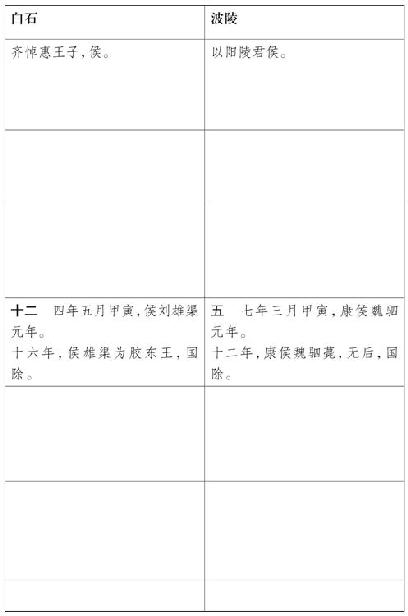 白石
波陵
齐悼惠王子，侯。
以阳陵君侯。
十二 四年五月甲寅，侯刘雄渠
元年。
十六年，侯雄渠为胶东王，国
除。
五 七年三月甲寅，康侯魏驷
元年。
十二年，康侯魏驷薨，无后，国
除。